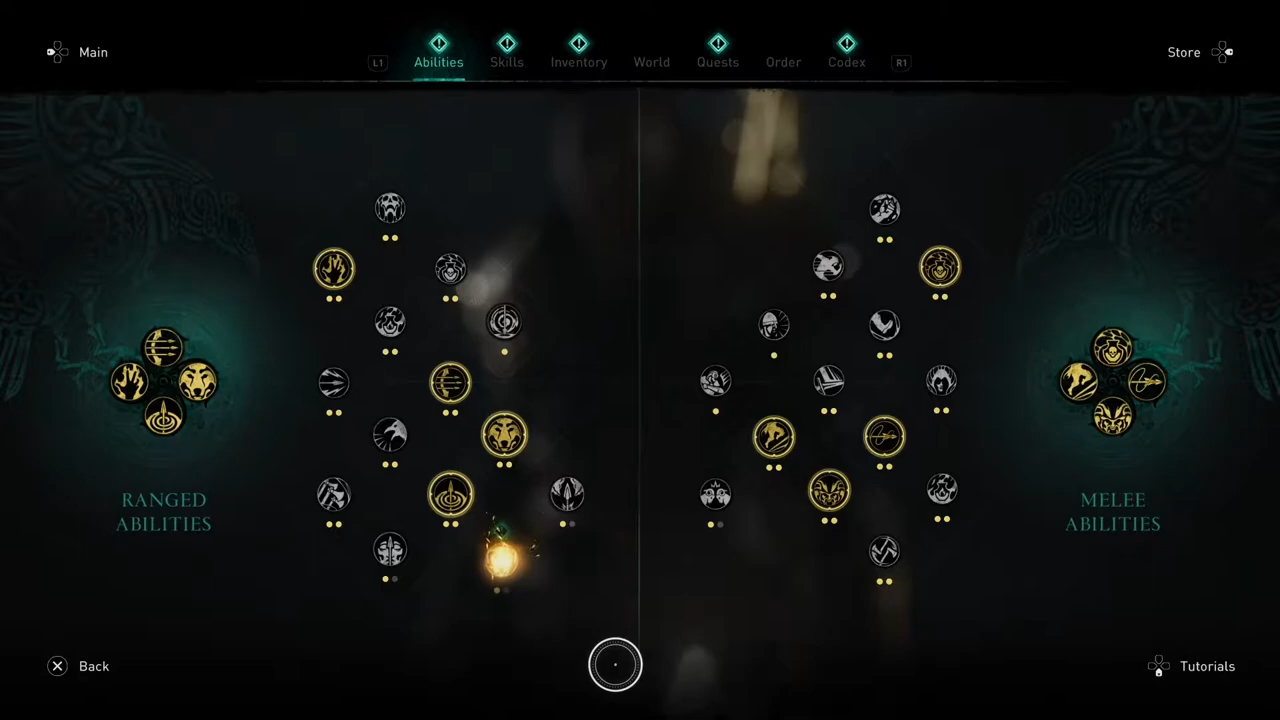 Main
L1
Abilities
Skills
Inventory
World
Quests
Order
Codex
R1
Store
RANGED
ABILITIES
MELEE
ABILITIES
Back
Tutorials